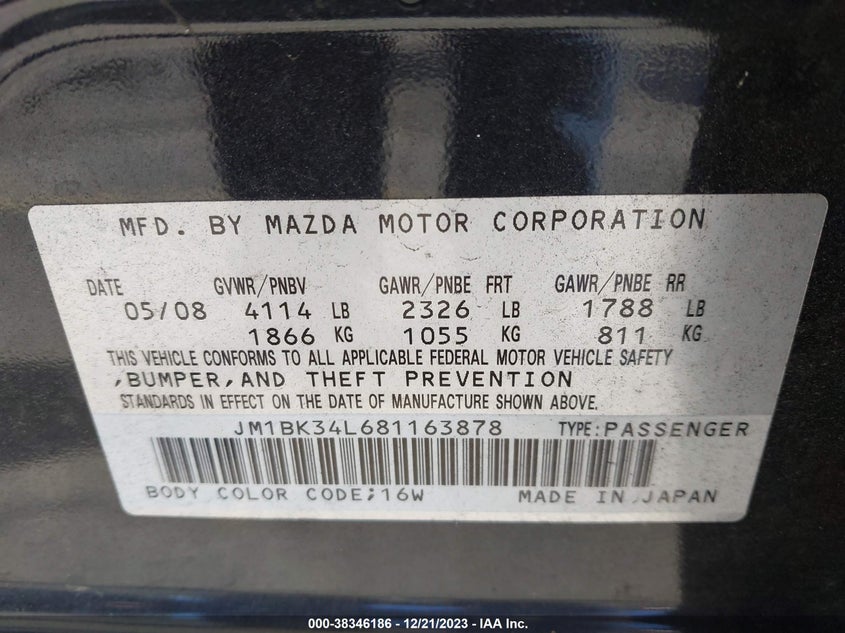 MFD. BY MAZDA MOTOR CORPORATION
DATE GVWR/PNBV GAWR/PNBE FRT GAWR/PNBE RR
05/08 4114 LB 2326 LB 1788 LB
1866 KG 1055 KG 811 KG
THIS VEHICLE CONFORMS TO ALL APPLICABLE FEDERAL MOTOR VEHICLE SAFETY
,BUMPER,AND THEFT PREVENTION
STANDARDS IN EFFECT ON THE DATE OF MANUFACTURE SHOWN ABOVE.
JM1BK34L681163878 TYPE:PASSENGER
BODY COLOR CODE;16W MADE IN JAPAN
000-38346186 - 12/21/2023 - IAA Inc.